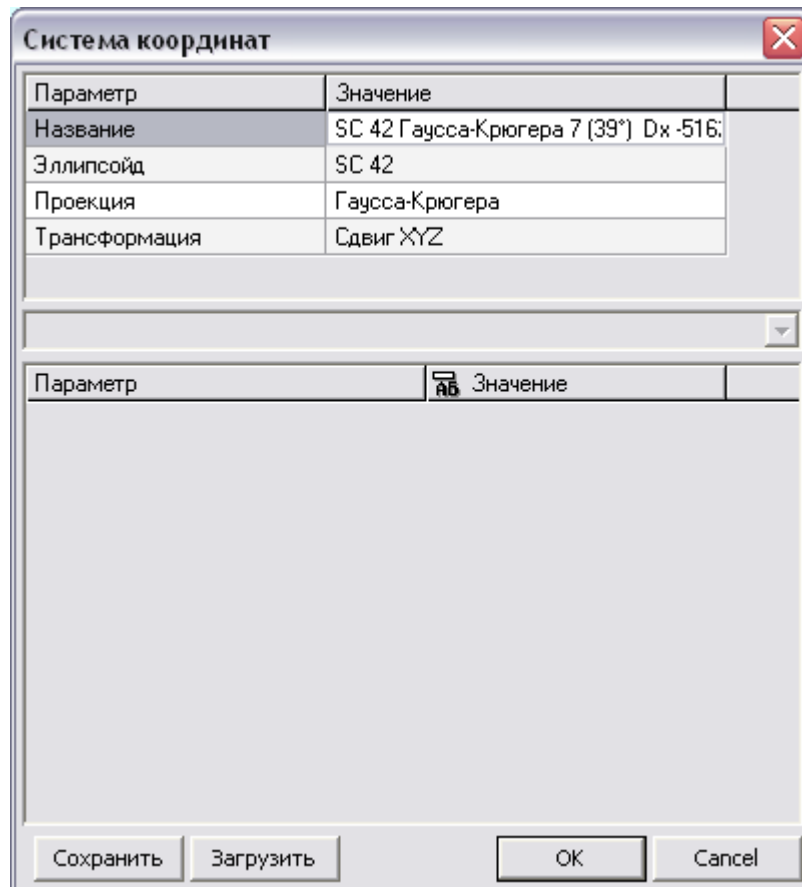 Система координат
Параметр Значение
Название SC 42 Гаусса-Крюгера 7 (39°) Dx -516;
Эллипсойд SC 42
Проекция Гаусса-Крюгера
Трансформация Сдвиг XYZ
Параметр АБ Значение
Сохранить Загрузить OK Cancel